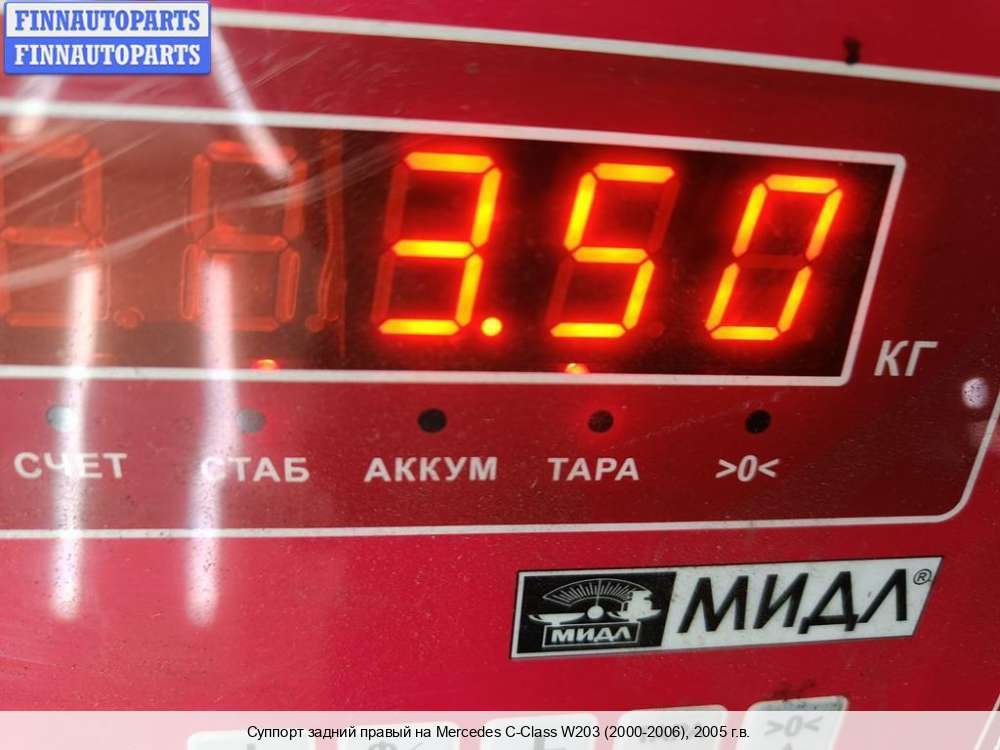 FINNAUTOPARTS
FINNAUTOPARTS
3.50
КГ
СЧЕТ СТАБ АККУМ ТАРА >0<
МИДЛ МИДЛ®
>0<
Суппорт задний правый на Mercedes C-Class W203 (2000-2006), 2005 г.в.